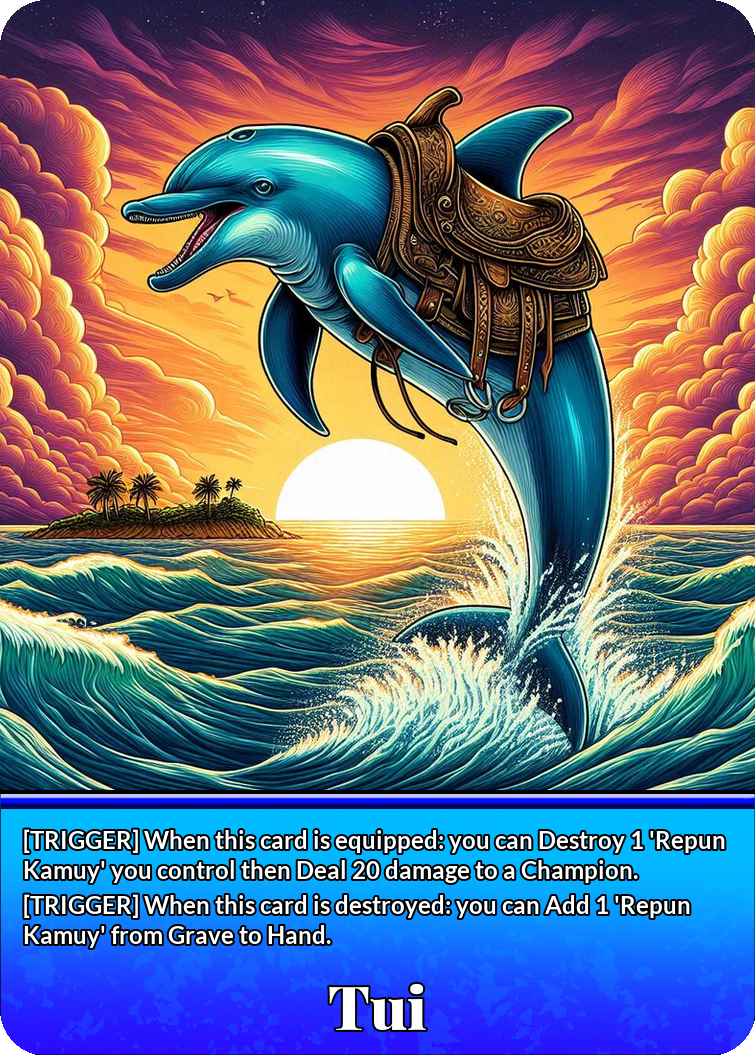 [TRIGGER] When this card is equipped: you can Destroy 1 'Repun
Kamuy' you control then Deal 20 damage to a Champion.
[TRIGGER] When this card is destroyed: you can Add 1 'Repun
Kamuy' from Grave to Hand.
Tui